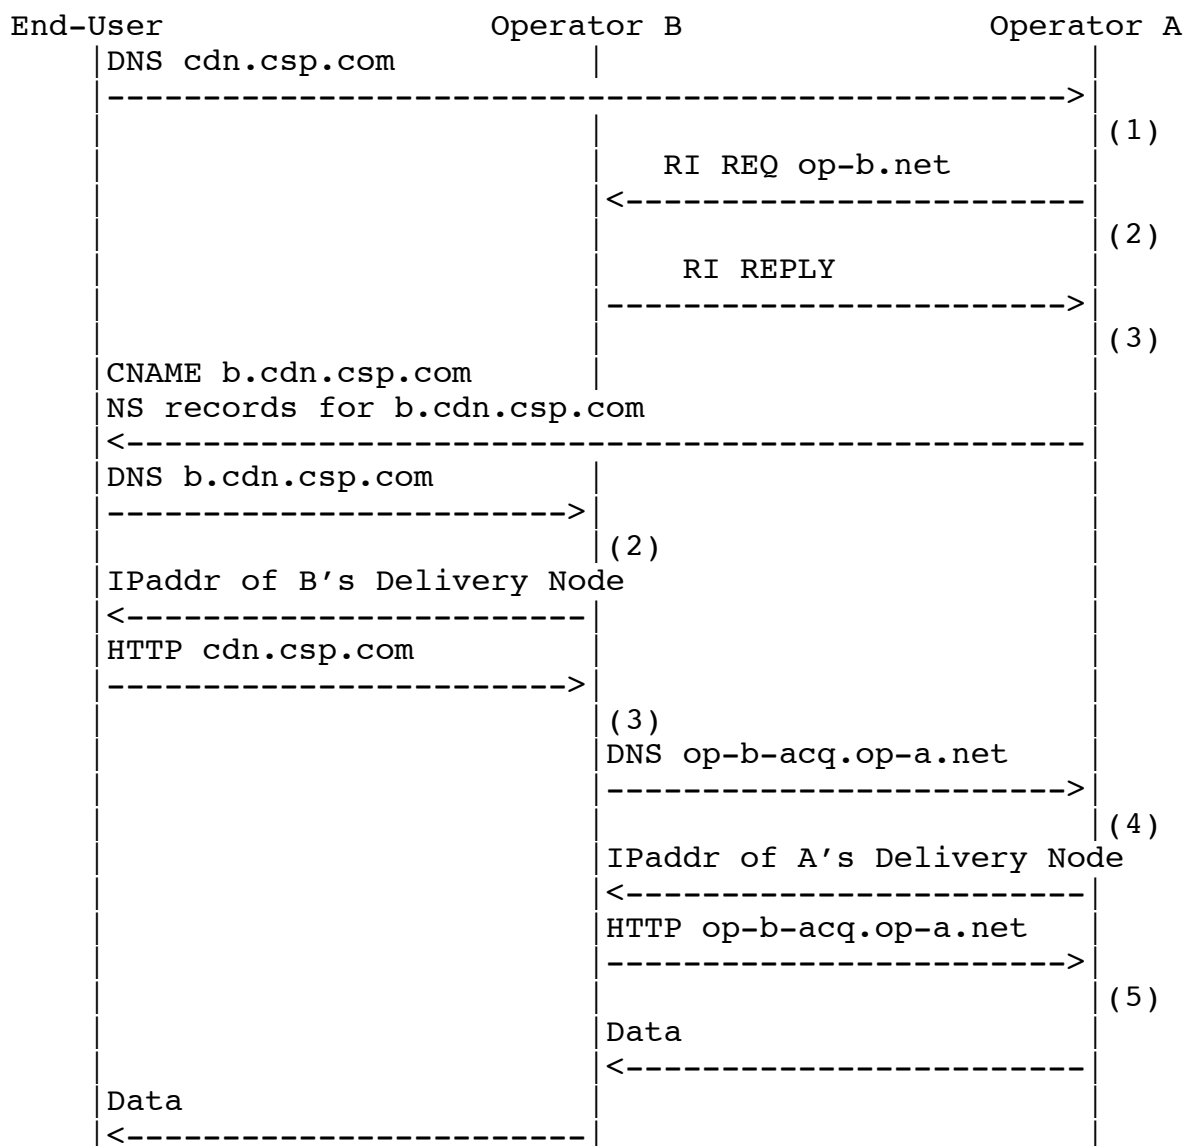 End-User Operator B Operator A
DNS cdn.csp.com
(1)
RI REQ op-b.net
(2)
RI REPLY
(3)
CNAME b.cdn.csp.com
NS records for b.cdn.csp.com
DNS b.cdn.csp.com
(2)
IPaddr of B's Delivery Node
HTTP cdn.csp.com
(3)
DNS op-b-acq.op-a.net
(4)
IPaddr of A's Delivery Node
HTTP op-b-acq.op-a.net
(5)
Data
Data